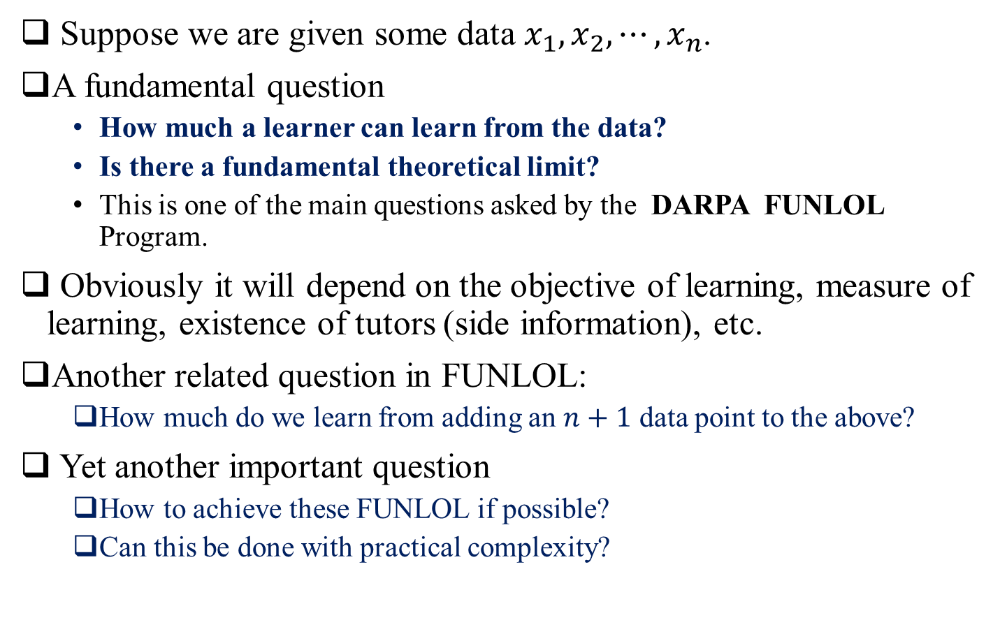 ❑ Suppose we are given some data x₁, x₂, ⋯ , xₙ.
❑A fundamental question
• How much a learner can learn from the data?
• Is there a fundamental theoretical limit?
• This is one of the main questions asked by the DARPA FUNLOL
Program.
❑ Obviously it will depend on the objective of learning, measure of
learning, existence of tutors (side information), etc.
❑Another related question in FUNLOL:
❑How much do we learn from adding an n + 1 data point to the above?
❑ Yet another important question
❑How to achieve these FUNLOL if possible?
❑Can this be done with practical complexity?